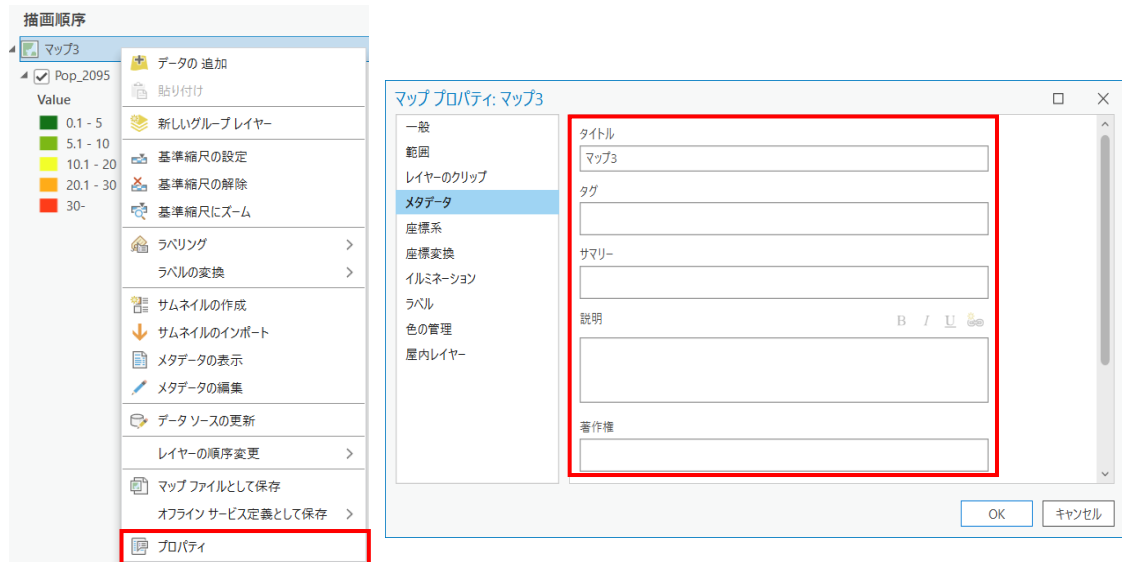 描画順序
マップ3
Pop_2095
Value
0.1 - 5
5.1 - 10
10.1 - 20
20.1 - 30
30-
データの 追加
貼り付け
新しいグループ レイヤー
基準縮尺の設定
基準縮尺の解除
基準縮尺にズーム
ラベリング
ラベルの変換
サムネイルの作成
サムネイルのインポート
メタデータの表示
メタデータの編集
データ ソースの更新
レイヤーの順序変更
マップ ファイルとして保存
オフライン サービス定義として保存
プロパティ
マップ プロパティ: マップ3
一般
範囲
レイヤーのクリップ
メタデータ
座標系
座標変換
イルミネーション
ラベル
色の管理
屋内レイヤー
タイトル
マップ3
タグ
サマリー
説明
B I U
著作権
OK
キャンセル